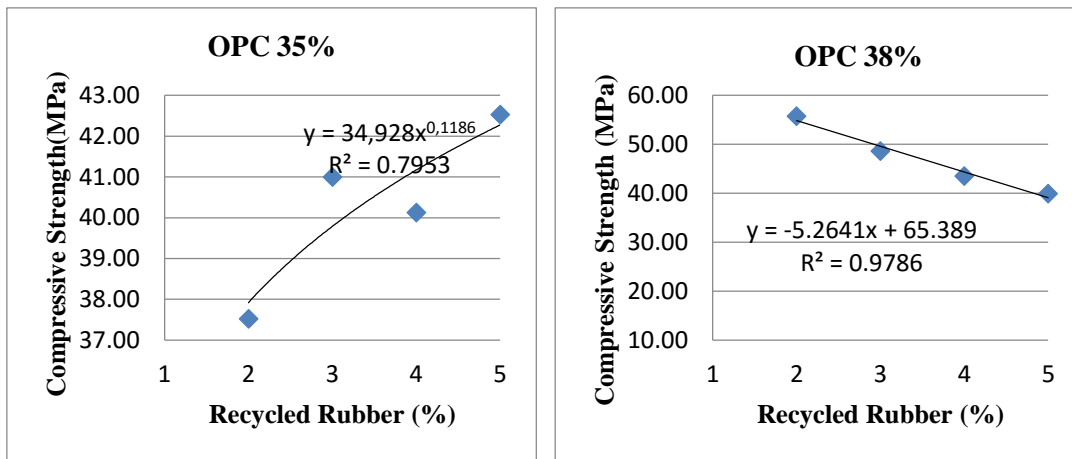 OPC 35%
Compressive Strength(MPa)
43.00
42.00
41.00
40.00
39.00
38.00
37.00
y = 34,928x^0,1186
R² = 0.7953
1 2 3 4 5
Recycled Rubber (%)
OPC 38%
Compressive Strength (MPa)
60.00
50.00
40.00
30.00
20.00
10.00
y = -5.2641x + 65.389
R² = 0.9786
1 2 3 4 5
Recycled Rubber (%)